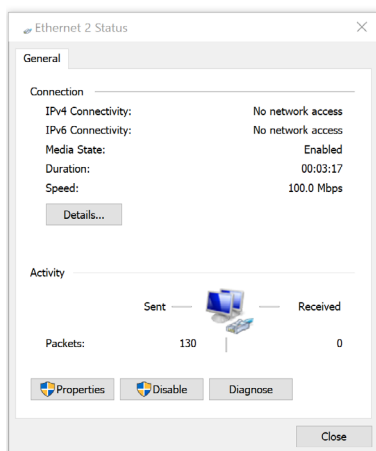 Ethernet 2 Status
General
Connection
IPv4 Connectivity: No network access
IPv6 Connectivity: No network access
Media State: Enabled
Duration: 00:03:17
Speed: 100.0 Mbps
Details...
Activity
Sent Received
Packets: 130 0
Properties Disable Diagnose
Close